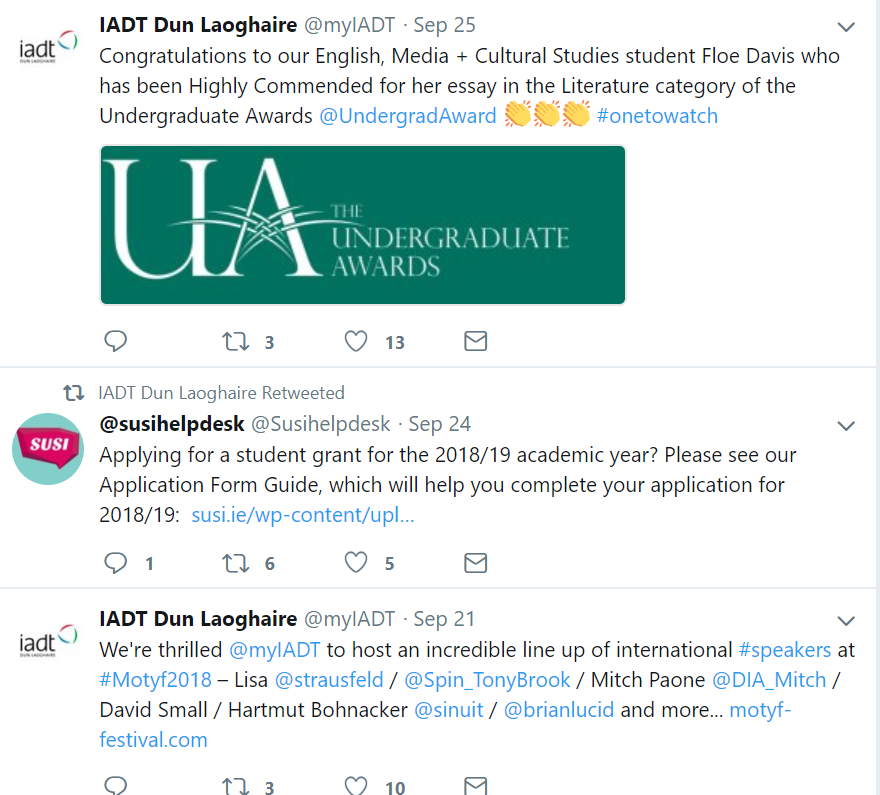 IADT Dun Laoghaire @myIADT · Sep 25
iadt
DUN LAOGHAIRE
Congratulations to our English, Media + Cultural Studies student Floe Davis who
has been Highly Commended for her essay in the Literature category of the
Undergraduate Awards @UndergradAward 👏👏👏 #onetowatch
UA THE
UNDERGRADUATE
AWARDS
3 13
IADT Dun Laoghaire Retweeted
@susihelpdesk @Susihelpdesk · Sep 24
SUSI
Applying for a student grant for the 2018/19 academic year? Please see our
Application Form Guide, which will help you complete your application for
2018/19: susi.ie/wp-content/upl...
1 6 5
IADT Dun Laoghaire @myIADT · Sep 21
iadt
DUN LAOGHAIRE
We're thrilled @myIADT to host an incredible line up of international #speakers at
#Motyf2018 – Lisa @strausfeld / @Spin_TonyBrook / Mitch Paone @DIA_Mitch /
David Small / Hartmut Bohnacker @sinuit / @brianlucid and more... motyf-
festival.com
3 10